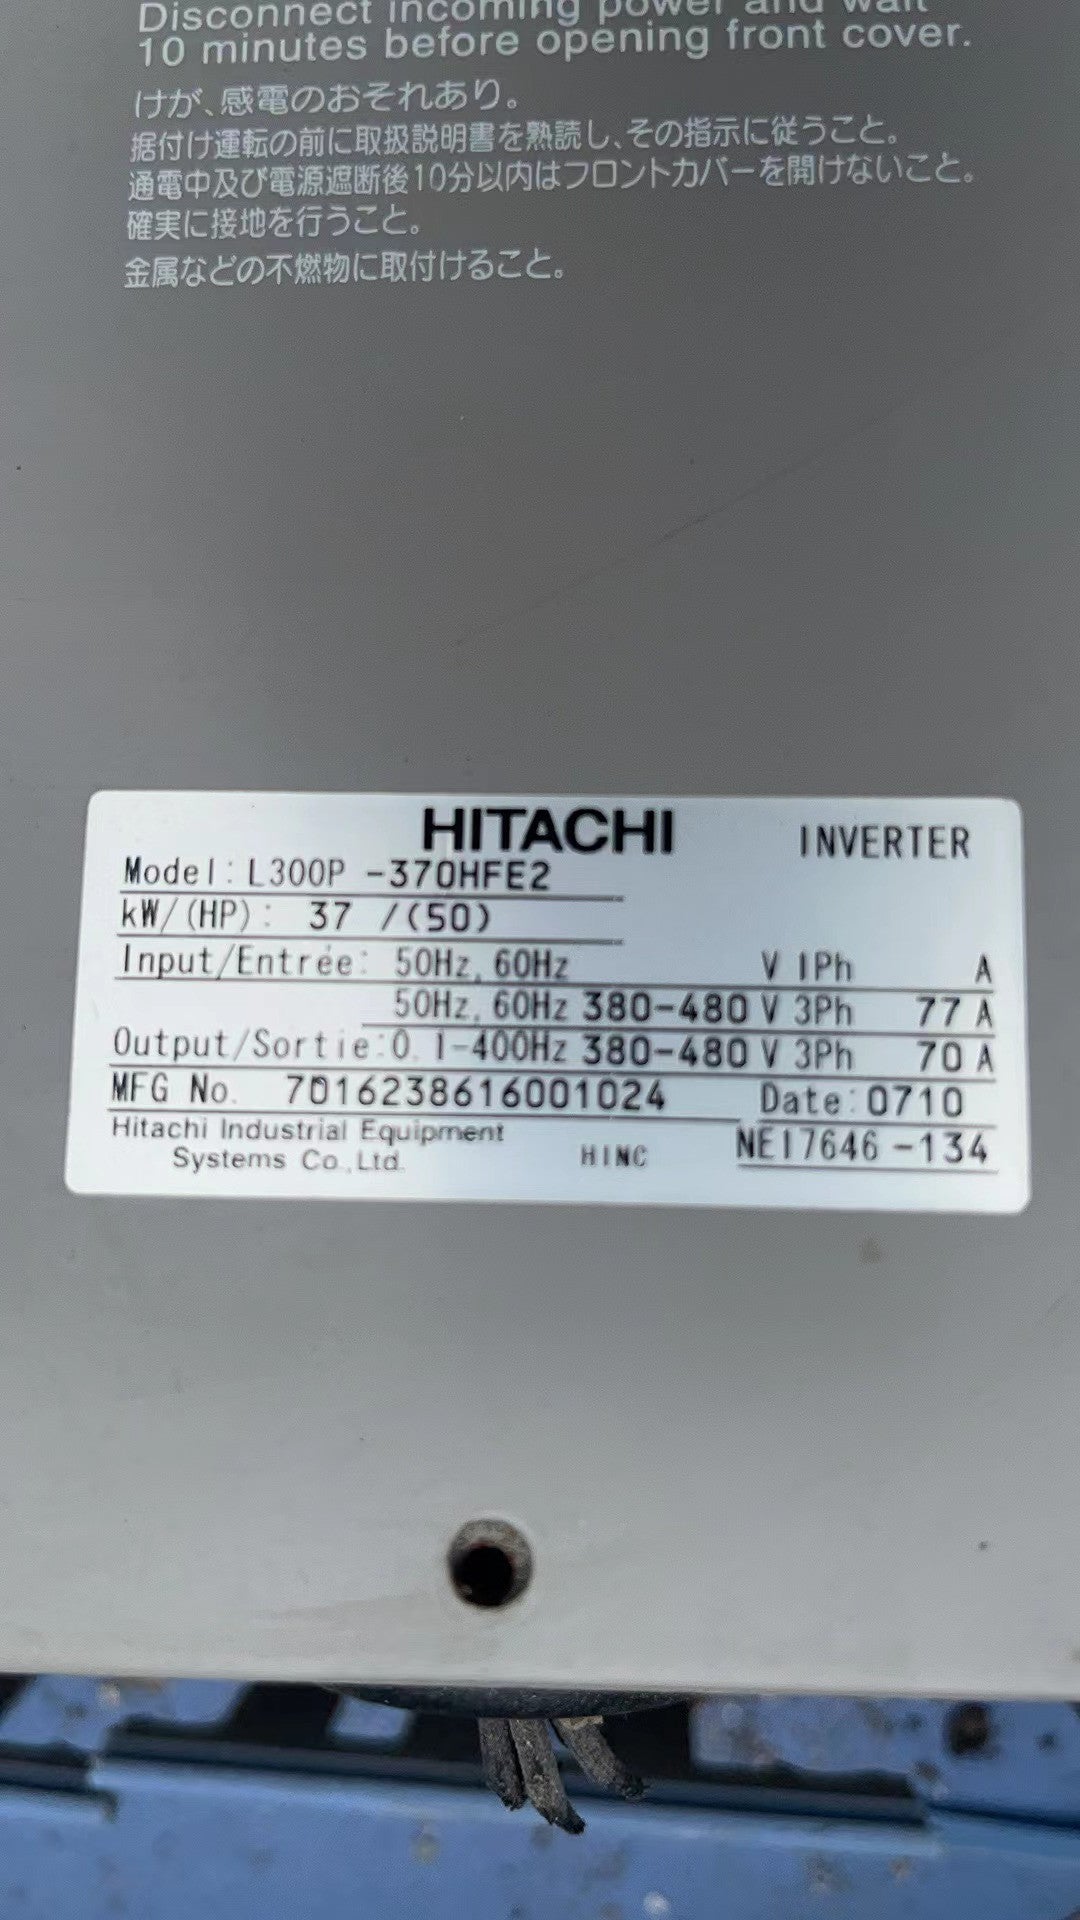 Disconnect incoming power and wait
10 minutes before opening front cover.
けが、感電のおそれあり。
据付け運転の前に取扱説明書を熟読し、その指示に従うこと。
通電中及び電源遮断後10分以内はフロントカバーを開けないこと。
確実に接地を行うこと。
金属などの不燃物に取付けること。
HITACHI INVERTER
Model: L300P -370HFE2
kW/(HP): 37 /(50)
Input/Entrée: 50Hz, 60Hz V 1Ph A
50Hz, 60Hz 380-480 V 3Ph 77 A
Output/Sortie:0.1-400Hz 380-480 V 3Ph 70 A
MFG No. 7016238616001024 Date:0710
Hitachi Industrial Equipment
Systems Co.,Ltd. HINC NE17646-134